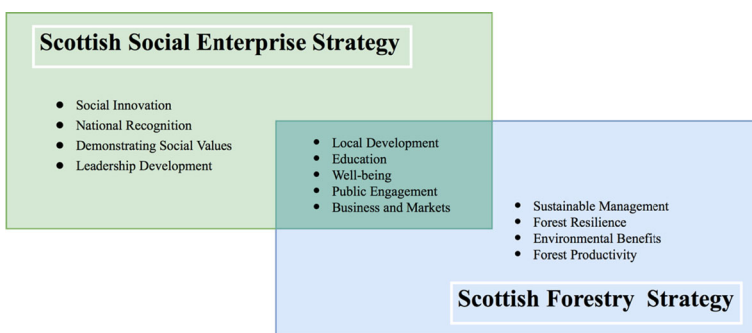 Scottish Social Enterprise Strategy
Social Innovation
National Recognition
Demonstrating Social Values
Leadership Development
Local Development
Education
Well-being
Public Engagement
Business and Markets
Sustainable Management
Forest Resilience
Environmental Benefits
Forest Productivity
Scottish Forestry Strategy